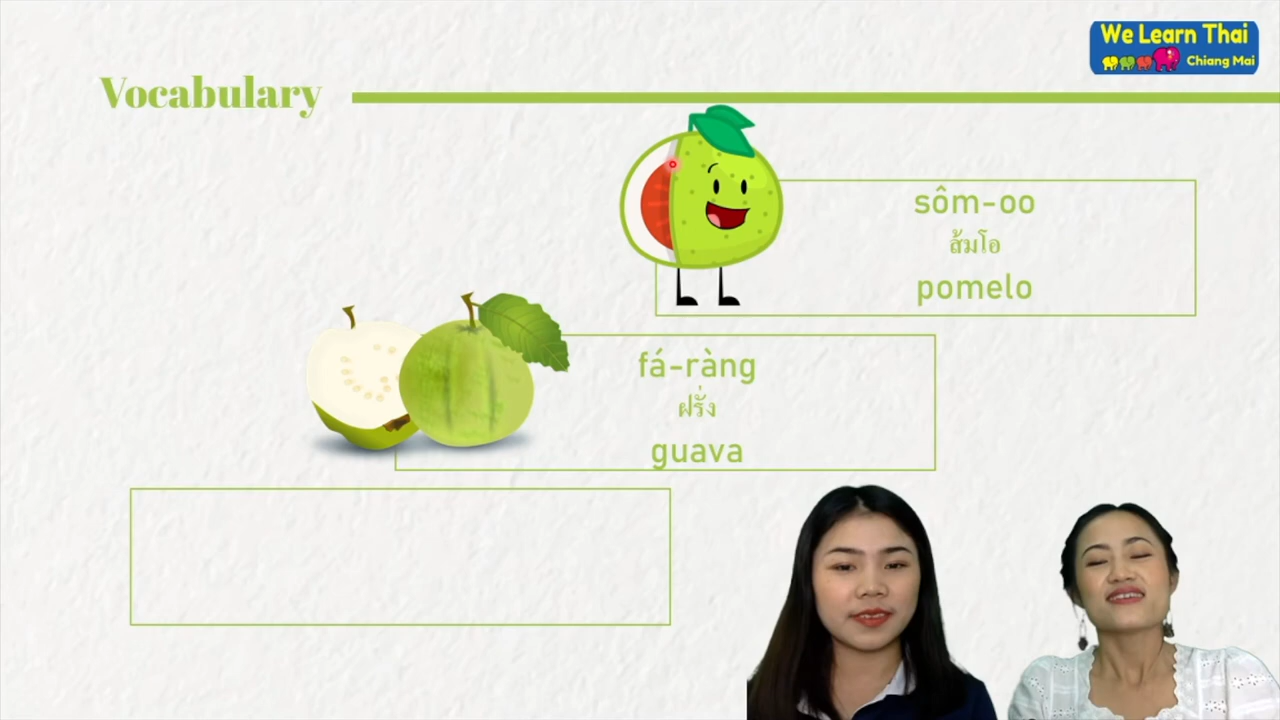 We Learn Thai
Chiang Mai
Vocabulary
sôm-oo
ส้มโอ
pomelo
fá-ràng
ฝรั่ง
guava